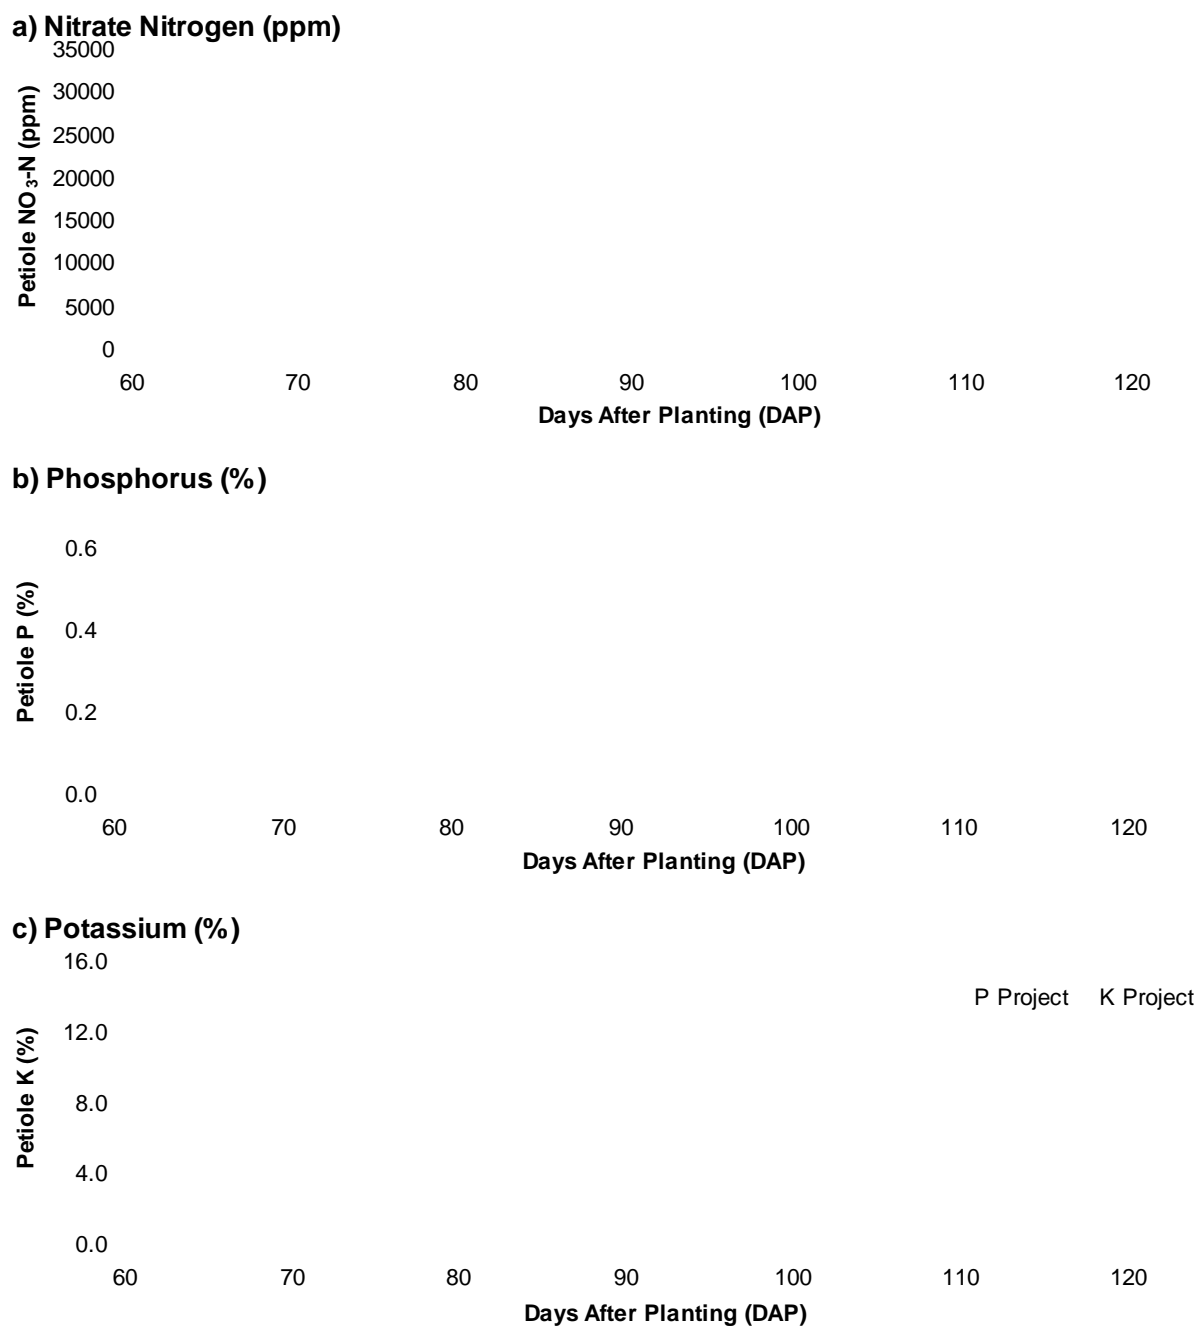 a) Nitrate Nitrogen (ppm)
35000
30000
25000
20000
15000
10000
5000
0
Petiole NO₃-N (ppm)
60 70 80 90 100 110 120
Days After Planting (DAP)
b) Phosphorus (%)
0.6
0.4
0.2
0.0
Petiole P (%)
60 70 80 90 100 110 120
Days After Planting (DAP)
c) Potassium (%)
16.0
P Project K Project
12.0
8.0
4.0
0.0
Petiole K (%)
60 70 80 90 100 110 120
Days After Planting (DAP)